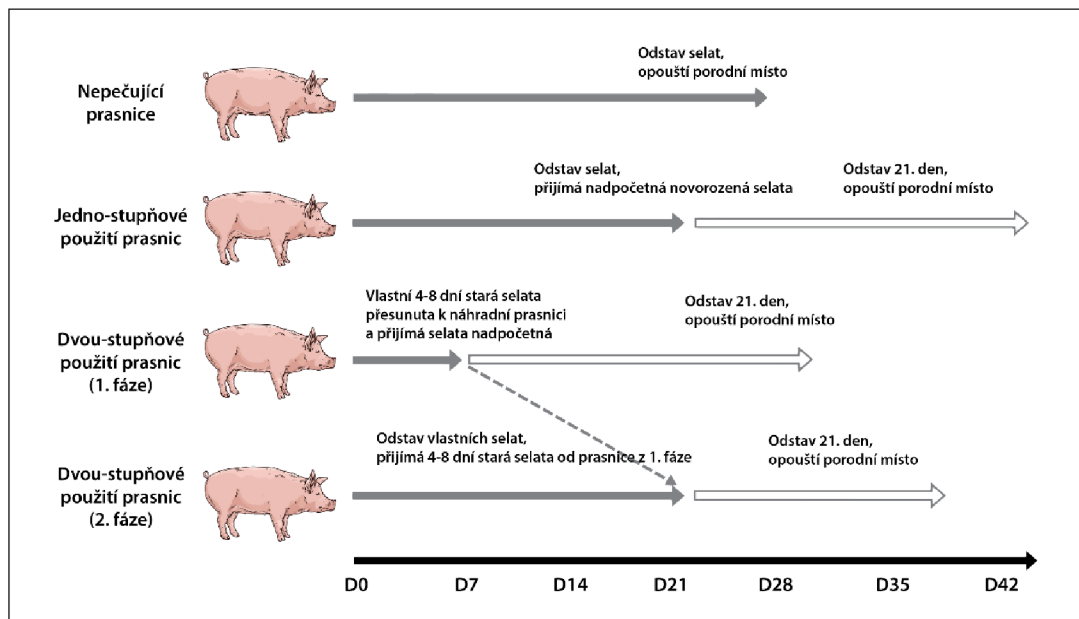 Nepečující
prasnice
Odstav selat,
opouští porodní místo
Jedno-stupňové
použití prasnic
Odstav selat,
přijímá nadpočetná novorozená selata
Odstav 21. den,
opouští porodní místo
Dvou-stupňové
použití prasnic
(1. fáze)
Vlastní 4-8 dní stará selata
přesunuta k náhradní prasnici
a přijímá selata nadpočetná
Odstav 21. den,
opouští porodní místo
Dvou-stupňové
použití prasnic
(2. fáze)
Odstav vlastních selat,
přijímá 4-8 dní stará selata od prasnice z 1. fáze
Odstav 21. den,
opouští porodní místo
D0 D7 D14 D21 D28 D35 D42